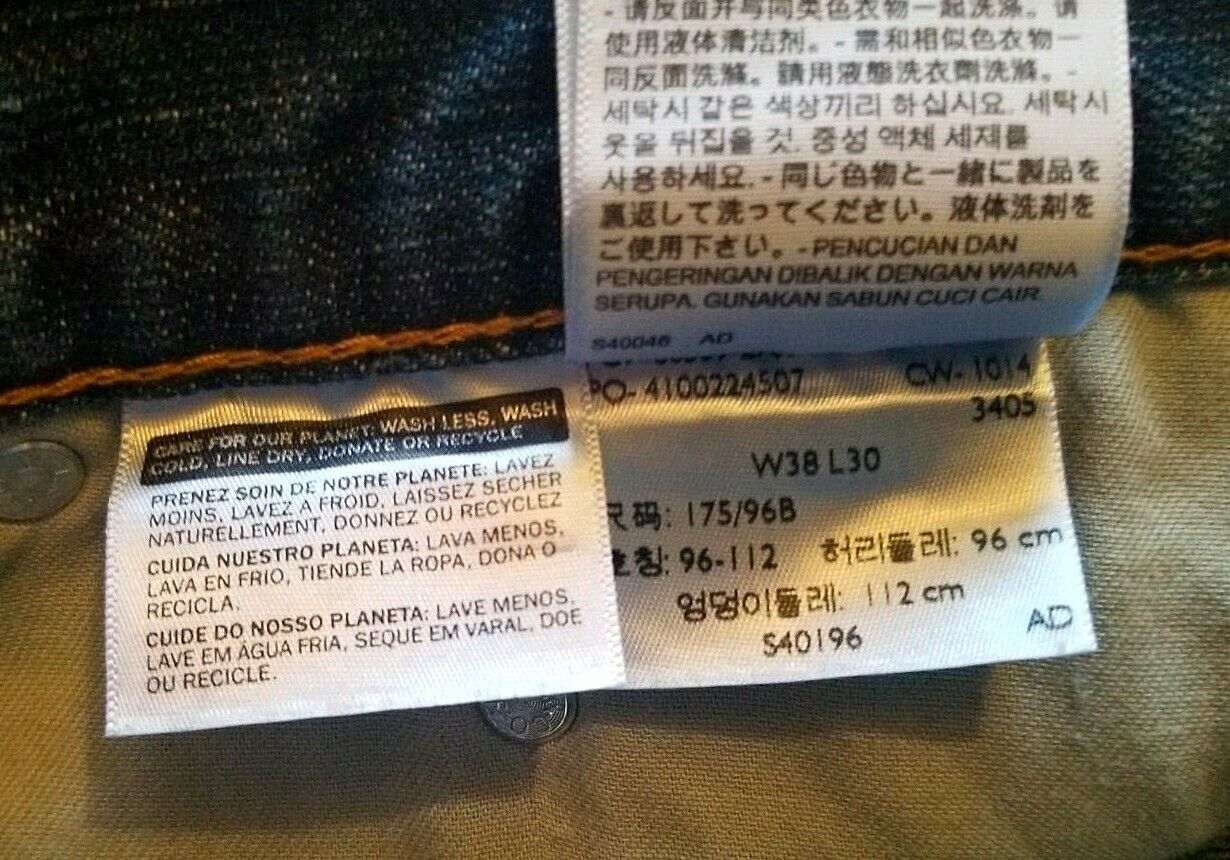 - 请反面并与同类色衣物一起洗涤。请
使用液体清洁剂。- 需和相似色衣物一
同反面洗滌。請用液態洗衣劑洗滌。-
세탁시 같은 색상끼리 하십시요. 세탁시
옷을 뒤집을 것. 중성 액체 세제를
사용하세요. - 同じ色物と一緒に製品を
裏返して洗ってください。液体洗剤を
ご使用下さい。- PENCUCIAN DAN
PENGERINGAN DIBALIK DENGAN WARNA
SERUPA. GUNAKAN SABUN CUCI CAIR.
S40046 AD
CARE FOR OUR PLANET: WASH LESS, WASH
COLD, LINE DRY, DONATE OR RECYCLE
PRENEZ SOIN DE NOTRE PLANETE: LAVEZ
MOINS, LAVEZ A FROID, LAISSEZ SECHER
NATURELLEMENT, DONNEZ OU RECYCLEZ
CUIDA NUESTRO PLANETA: LAVA MENOS,
LAVA EN FRIO, TIENDE LA ROPA, DONA O
RECICLA.
CUIDE DO NOSSO PLANETA: LAVE MENOS,
LAVE EM ÁGUA FRIA, SEQUE EM VARAL, DOE
OU RECICLE.
PO- 4100224507 CW- 1014
3405
W38 L30
尺码: 175/96B
호칭: 96-112 허리둘레: 96 cm
엉덩이둘레: 112 cm
S40196 AD